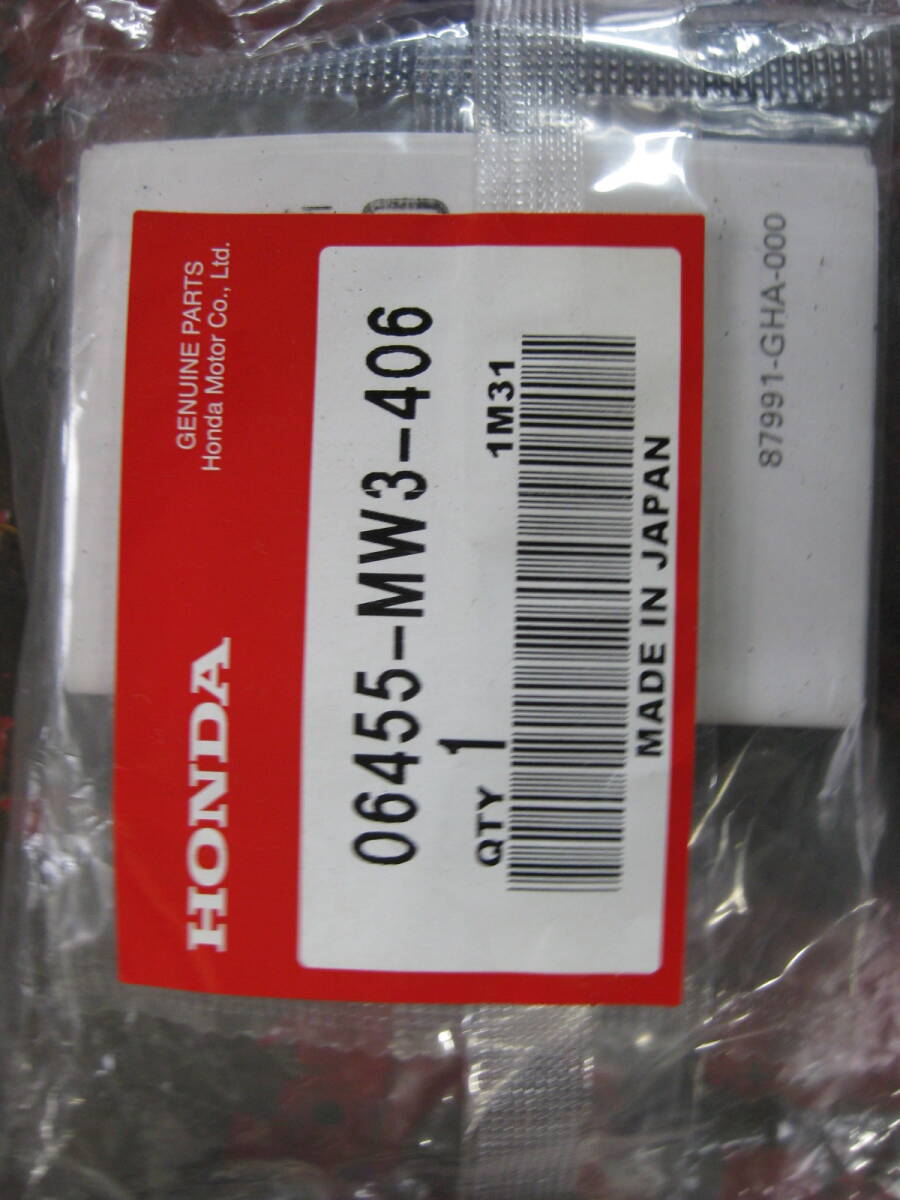 HONDA
GENUINE PARTS
Honda Motor Co., Ltd.
06455-MW3-406
QTY 1
1M31
MADE IN JAPAN
87991-GHA-000